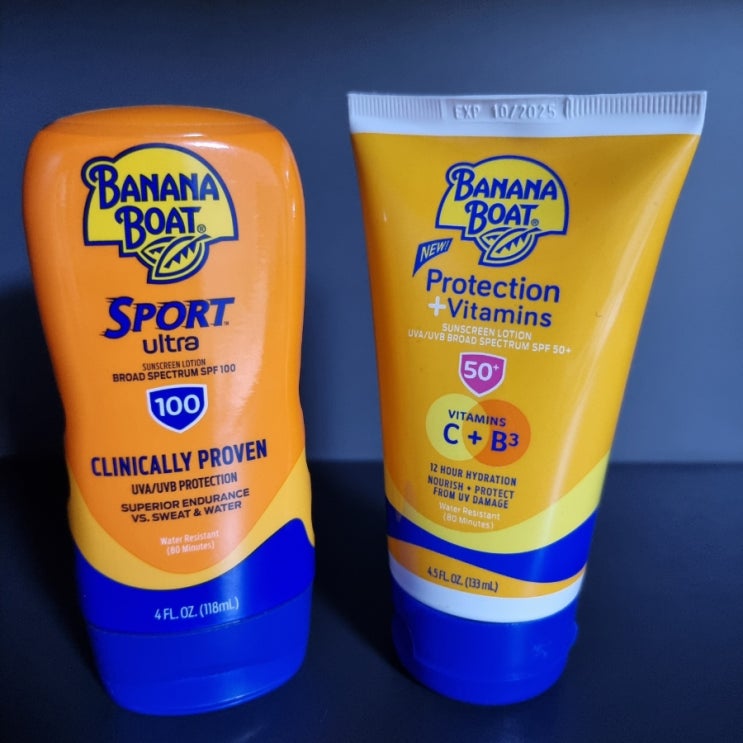 BANANA
BOAT®
SPORT™
ultra
SUNSCREEN LOTION
BROAD SPECTRUM SPF 100
100
CLINICALLY PROVEN
UVA/UVB PROTECTION
SUPERIOR ENDURANCE
VS. SWEAT & WATER
Water Resistant
(80 Minutes)
4 FL. OZ. (118mL)
EXP 10/2025
BANANA
BOAT®
NEW!
Protection
+Vitamins
SUNSCREEN LOTION
UVA/UVB BROAD SPECTRUM SPF 50+
50+
VITAMINS
C + B3
12 HOUR HYDRATION
NOURISH • PROTECT
FROM UV DAMAGE
Water Resistant
(80 Minutes)
4.5 FL. OZ. (133 mL)